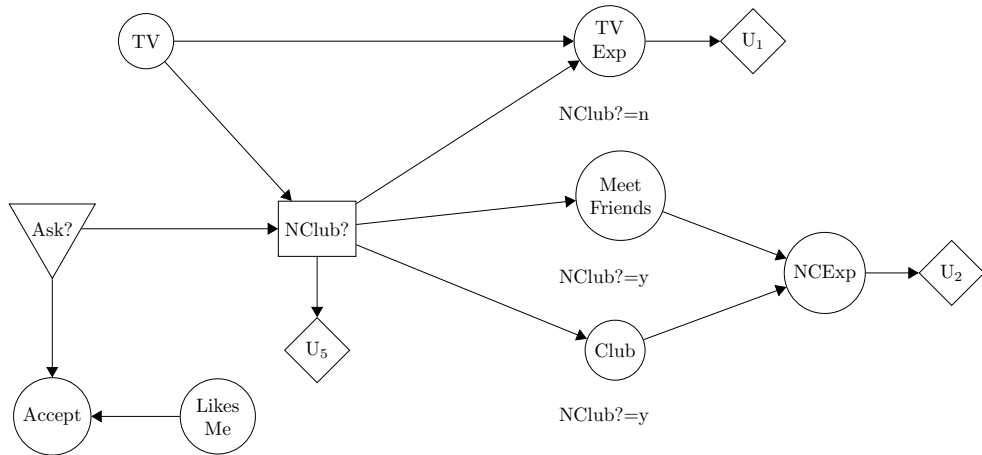 TV
TV
Exp
U1
NClub?=n
Meet
Friends
Ask?
NClub?
NClub?=y
NCExp
U2
U5
Club
Accept
Likes
Me
NClub?=y